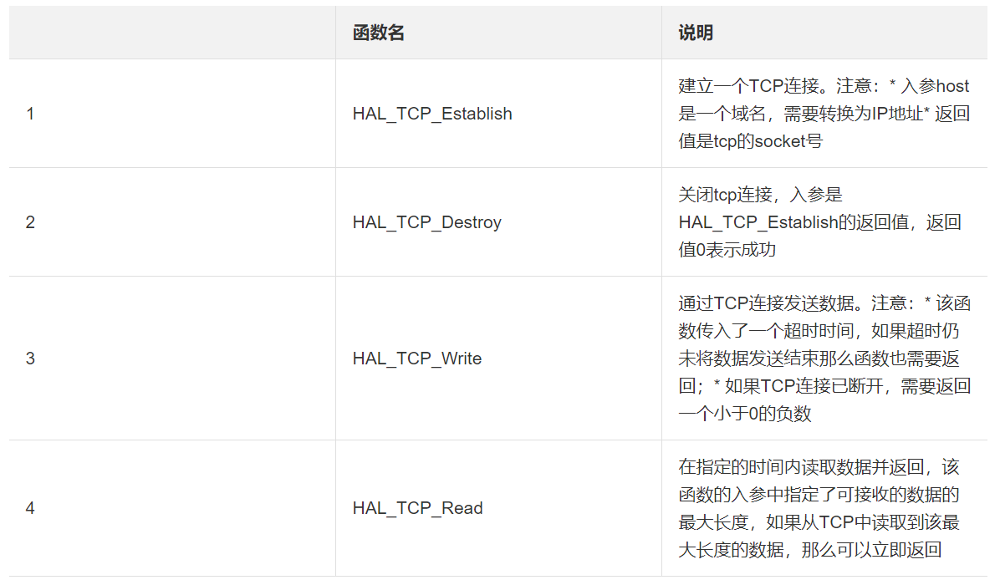 函数名
说明
1
HAL_TCP_Establish
建立一个TCP连接。注意：* 入参host
是一个域名，需要转换为IP地址* 返回
值是tcp的socket号
2
HAL_TCP_Destroy
关闭tcp连接，入参是
HAL_TCP_Establish的返回值，返回
值0表示成功
3
HAL_TCP_Write
通过TCP连接发送数据。注意：* 该函
数传入了一个超时时间，如果超时仍
未将数据发送结束那么函数也需要返
回；* 如果TCP连接已断开，需要返回
一个小于0的负数
4
HAL_TCP_Read
在指定的时间内读取数据并返回，该
函数的入参中指定了可接收的数据的
最大长度，如果从TCP中读取到该最
大长度的数据，那么可以立即返回